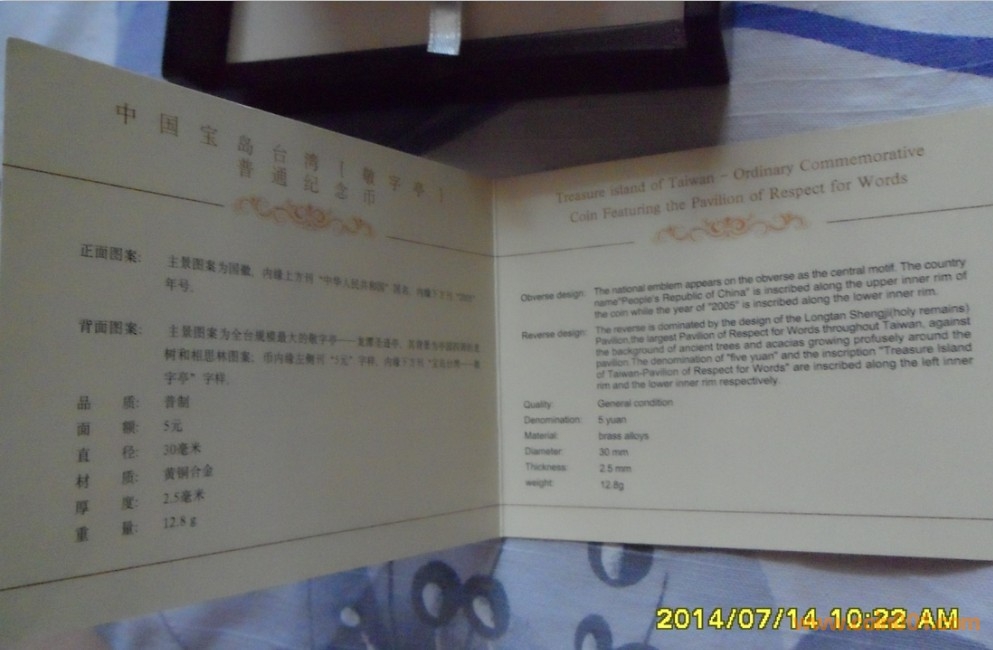 中国宝岛台湾［敬字亭］
普通纪念币
正面图案: 主景图案为国徽，内缘上方刊"中华人民共和国"国名，内缘下方刊"2005"
年号。
背面图案: 主景图案为全台规模最大的敬字亭——龙潭圣迹亭，
树和相思林图案，币内缘左侧刊"5元"字样，内缘下方刊"宝岛台湾——敬
字亭"字样。
品 质: 普制
面 额: 5元
直 径: 30毫米
材 质: 黄铜合金
厚 度: 2.5毫米
重 量: 12.8 g
Treasure island of Taiwan - Ordinary Commemorative
Coin Featuring the Pavilion of Respect for Words
Obverse design: The national emblem appears on the obverse as the central motif. The country
name"People's Republic of China" is inscribed along the upper inner rim of
the coin while the year of "2005" is inscribed along the lower inner rim.
Reverse design: The reverse is dominated by the design of the Longtan Shengji(holy remains)
Pavilion,the largest Pavilion of Respect for Words throughout Taiwan, against
the background of ancient trees and acacias growing profusely around the
pavilion.The denomination of "five yuan" and the inscription "Treasure Island
of Taiwan-Pavilion of Respect for Words" are inscribed along the left inner
rim and the lower inner rim respectively.
Quality: General condition
Denomination: 5 yuan
Material: brass alloys
Diameter: 30 mm
Thickness: 2.5 mm
weight: 12.8g
2014/07/14 10:22 AM